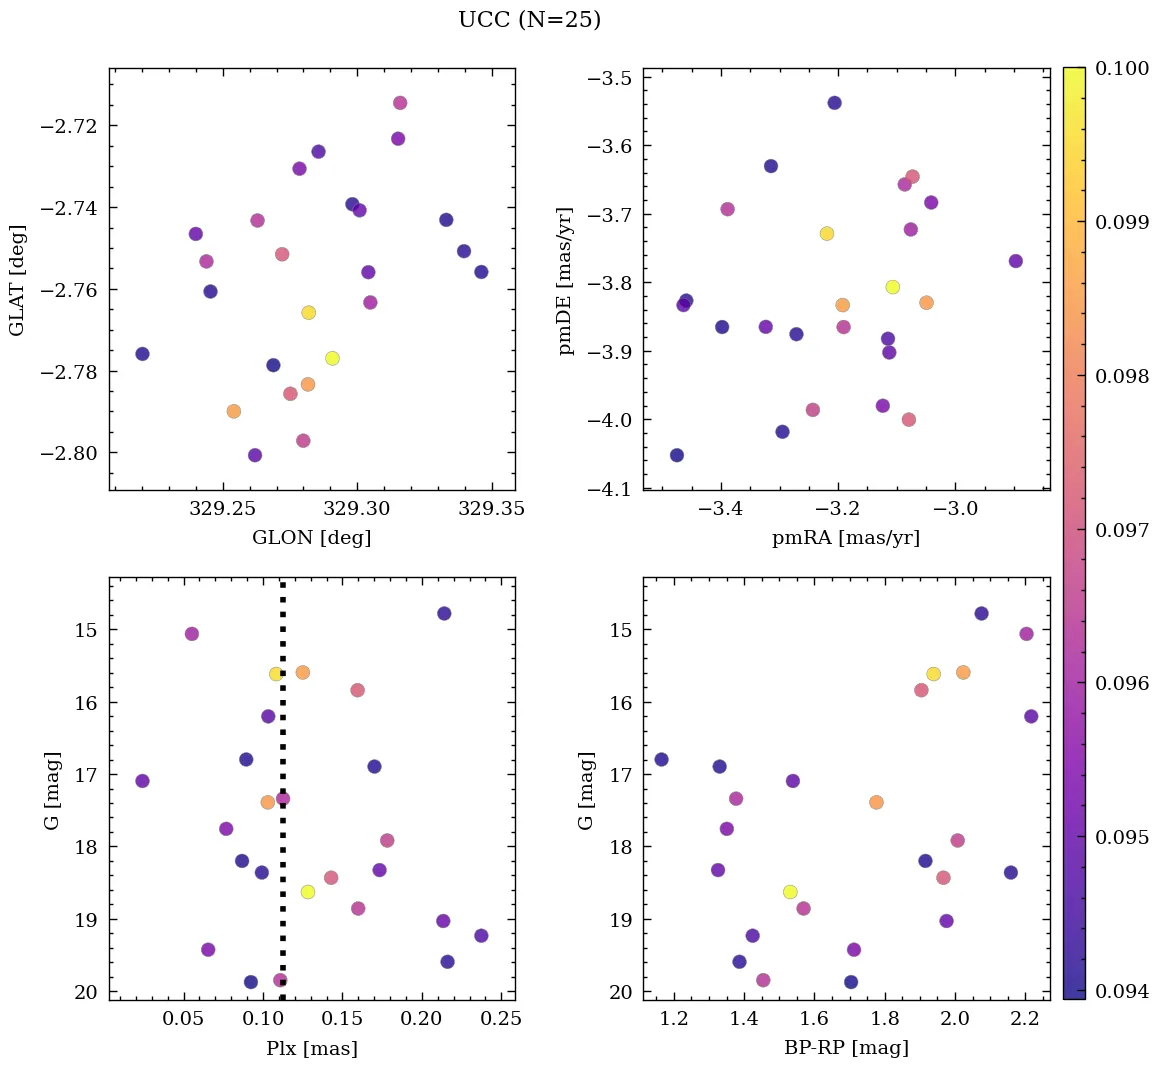 UCC (N=25)
−2.72
−2.74
−2.76
−2.78
−2.80
GLAT [deg]
329.25 329.30 329.35
GLON [deg]
−3.5
−3.6
−3.7
−3.8
−3.9
−4.0
−4.1
pmDE [mas/yr]
−3.4 −3.2 −3.0
pmRA [mas/yr]
15
16
17
18
19
20
G [mag]
0.05 0.10 0.15 0.20 0.25
Plx [mas]
15
16
17
18
19
20
G [mag]
1.2 1.4 1.6 1.8 2.0 2.2
BP-RP [mag]
0.100
0.099
0.098
0.097
0.096
0.095
0.094